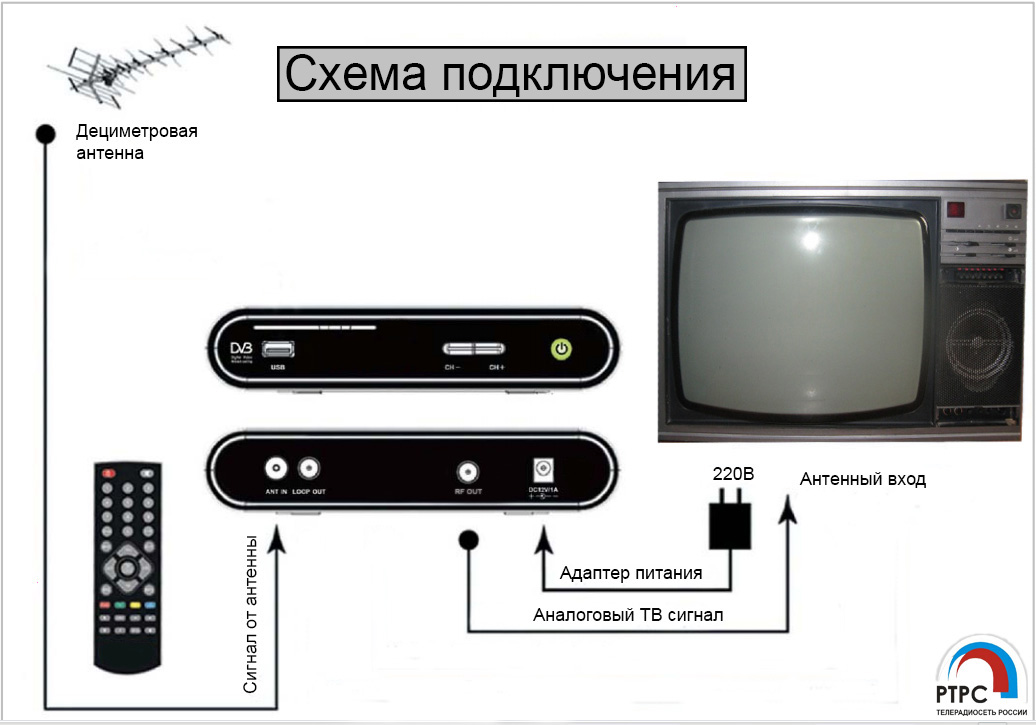 Схема подключения
Дециметровая
антенна
DVB
USB
CH −
CH +
ANT IN
LOOP OUT
RF OUT
DC12V/1A
220В
Антенный вход
Сигнал от антенны
Адаптер питания
Аналоговый ТВ сигнал
РТРС
ТЕЛЕРАДИОСЕТЬ РОССИИ